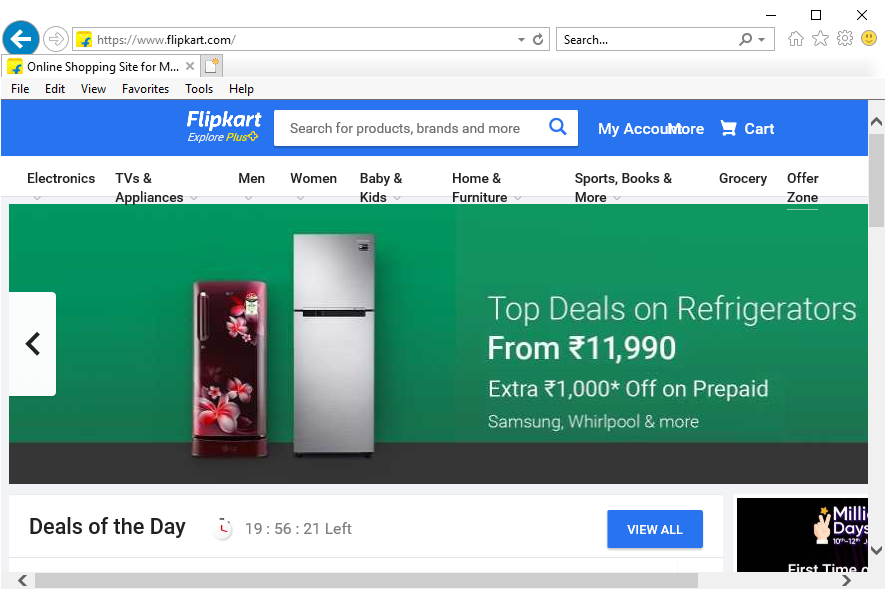 https://www.flipkart.com/
Search...
Online Shopping Site for M...
File Edit View Favorites Tools Help
Flipkart
Explore Plus
Search for products, brands and more
My Account
More
Cart
Electronics
TVs &
Appliances
Men
Women
Baby &
Kids
Home &
Furniture
Sports, Books &
More
Grocery
Offer
Zone
Top Deals on Refrigerators
From ₹11,990
Extra ₹1,000* Off on Prepaid
Samsung, Whirlpool & more
Deals of the Day
19 : 56 : 21 Left
VIEW ALL
Milli
Days
10th-12th
First Time o